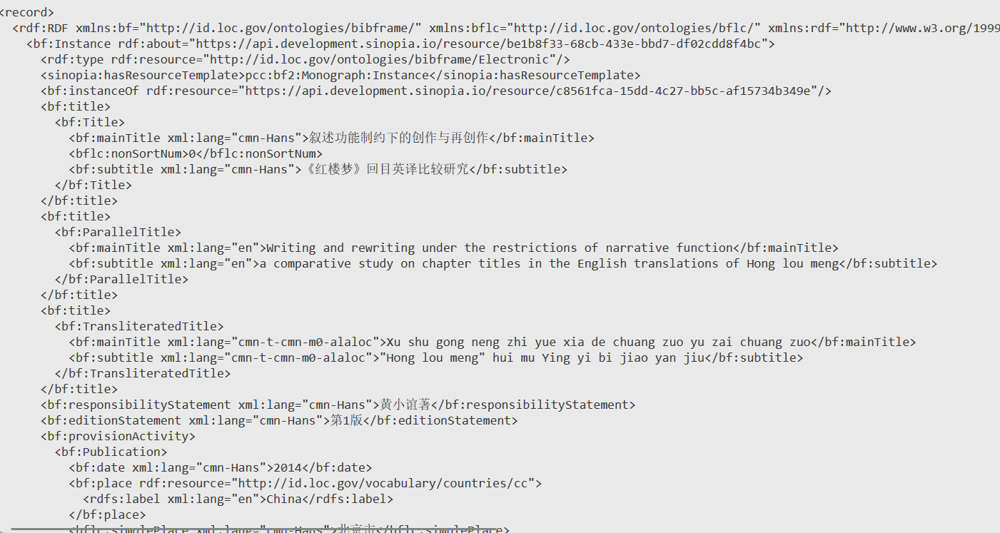 <record>
<rdf:RDF xmlns:bf="http://id.loc.gov/ontologies/bibframe/" xmlns:bflc="http://id.loc.gov/ontologies/bflc/" xmlns:rdf="http://www.w3.org/1999
<bf:Instance rdf:about="https://api.development.sinopia.io/resource/be1b8f33-68cb-433e-bbd7-df02cdd8f4bc">
<rdf:type rdf:resource="http://id.loc.gov/ontologies/bibframe/Electronic"/>
<sinopia:hasResourceTemplate>pcc:bf2:Monograph:Instance</sinopia:hasResourceTemplate>
<bf:instanceOf rdf:resource="https://api.development.sinopia.io/resource/c8561fca-15dd-4c27-bb5c-af15734b349e"/>
<bf:title>
<bf:Title>
<bf:mainTitle xml:lang="cmn-Hans">叙述功能制约下的创作与再创作</bf:mainTitle>
<bflc:nonSortNum>0</bflc:nonSortNum>
<bf:subtitle xml:lang="cmn-Hans">《红楼梦》回目英译比较研究</bf:subtitle>
</bf:Title>
</bf:title>
<bf:title>
<bf:ParallelTitle>
<bf:mainTitle xml:lang="en">Writing and rewriting under the restrictions of narrative function</bf:mainTitle>
<bf:subtitle xml:lang="en">a comparative study on chapter titles in the English translations of Hong lou meng</bf:subtitle>
</bf:ParallelTitle>
</bf:title>
<bf:title>
<bf:TransliteratedTitle>
<bf:mainTitle xml:lang="cmn-t-cmn-m0-alaloc">Xu shu gong neng zhi yue xia de chuang zuo yu zai chuang zuo</bf:mainTitle>
<bf:subtitle xml:lang="cmn-t-cmn-m0-alaloc">"Hong lou meng" hui mu Ying yi bi jiao yan jiu</bf:subtitle>
</bf:TransliteratedTitle>
</bf:title>
<bf:responsibilityStatement xml:lang="cmn-Hans">黄小谊著</bf:responsibilityStatement>
<bf:editionStatement xml:lang="cmn-Hans">第1版</bf:editionStatement>
<bf:provisionActivity>
<bf:Publication>
<bf:date xml:lang="cmn-Hans">2014</bf:date>
<bf:place rdf:resource="http://id.loc.gov/vocabulary/countries/cc">
<rdfs:label xml:lang="en">China</rdfs:label>
</bf:place>
<bflc:simplePlace xml:lang="cmn-Hans">北京市</bflc:simplePlace>